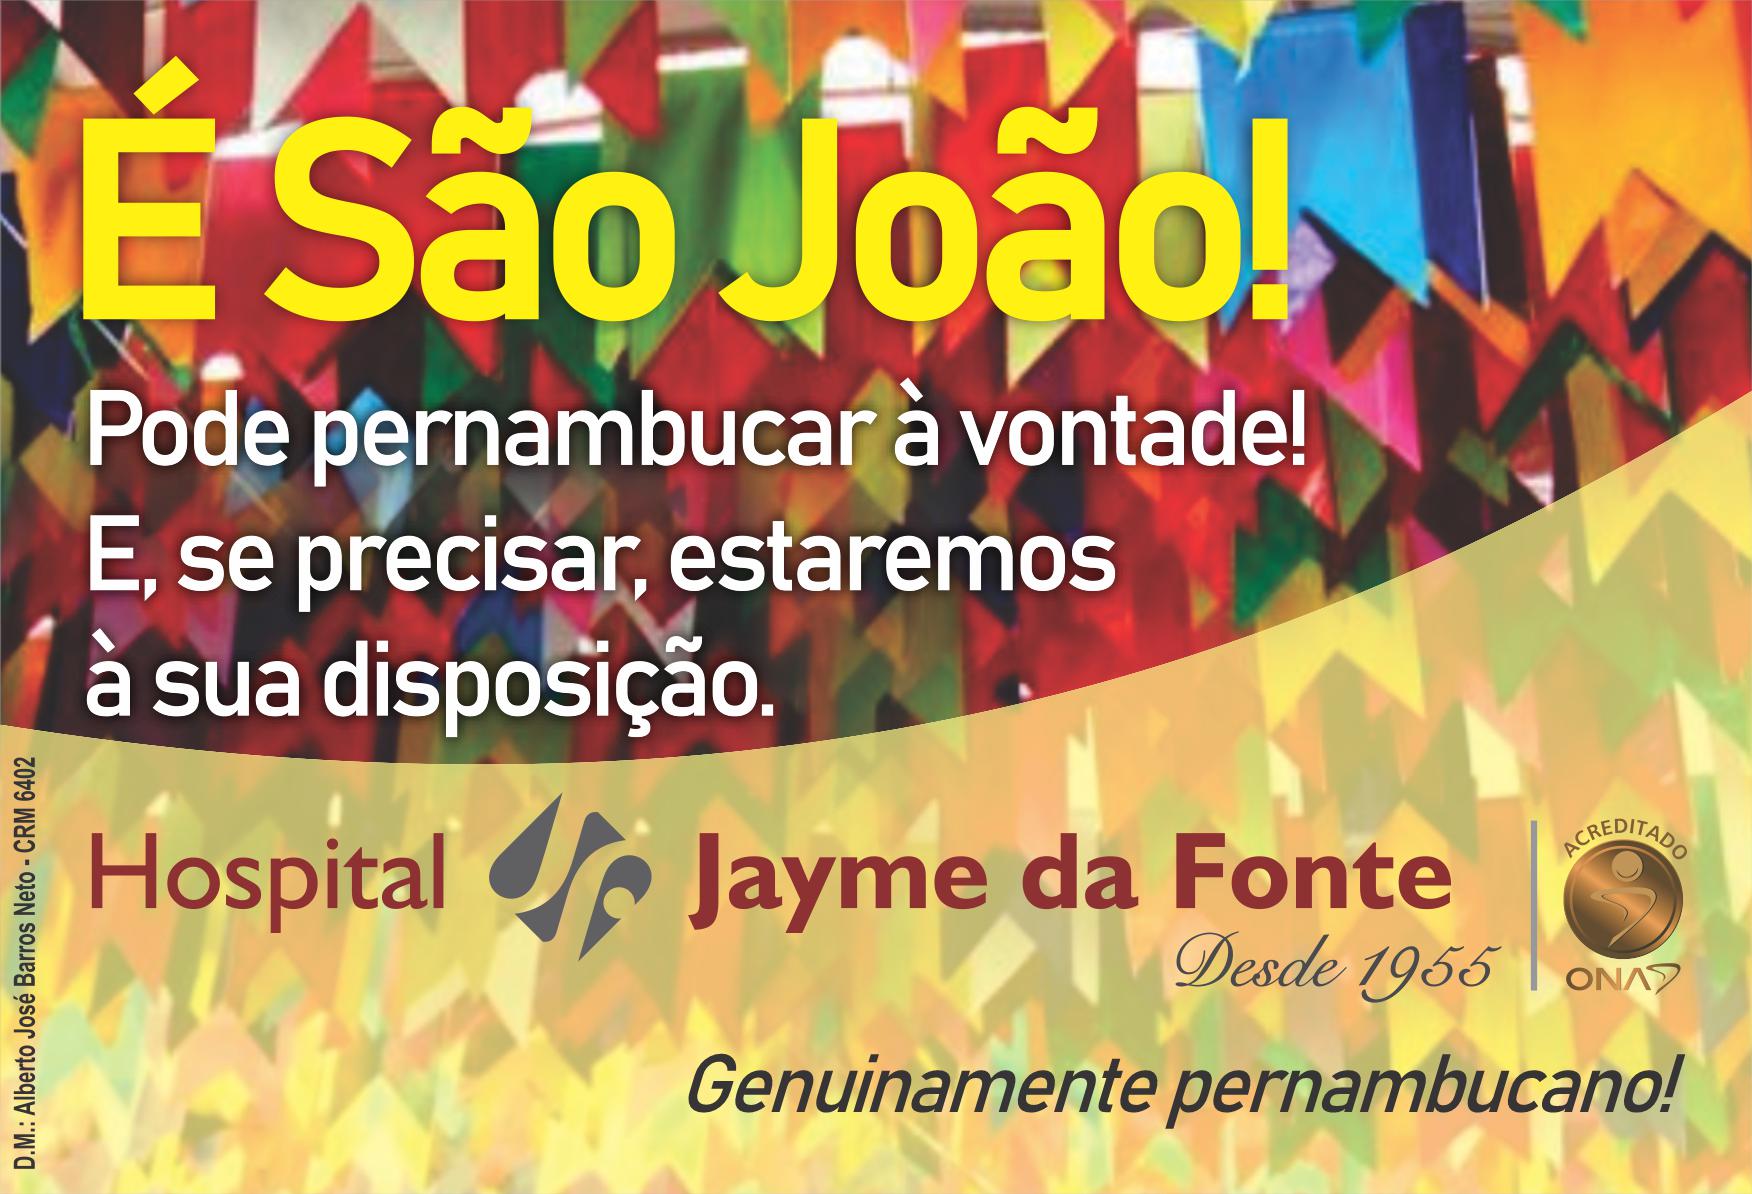 É São João!
Pode pernambucar à vontade!
E, se precisar, estaremos
à sua disposição.
Hospital Jayme da Fonte
Desde 1955
ACREDITADO
ONA
Genuinamente pernambucano!
D.M.: Alberto José Barros Neto - CRM 6402